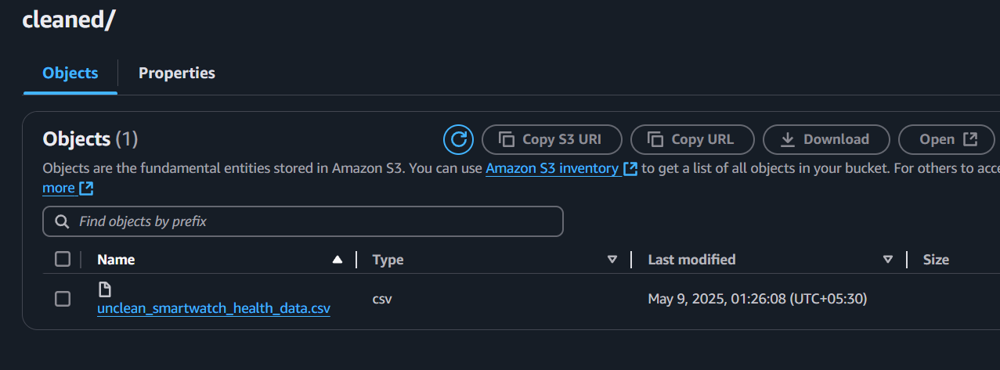 cleaned/
Objects
Properties
Objects (1)
Copy S3 URI
Copy URL
Download
Open
Objects are the fundamental entities stored in Amazon S3. You can use Amazon S3 inventory to get a list of all objects in your bucket. For others to acce
more
Find objects by prefix
Name
Type
Last modified
Size
unclean_smartwatch_health_data.csv
csv
May 9, 2025, 01:26:08 (UTC+05:30)